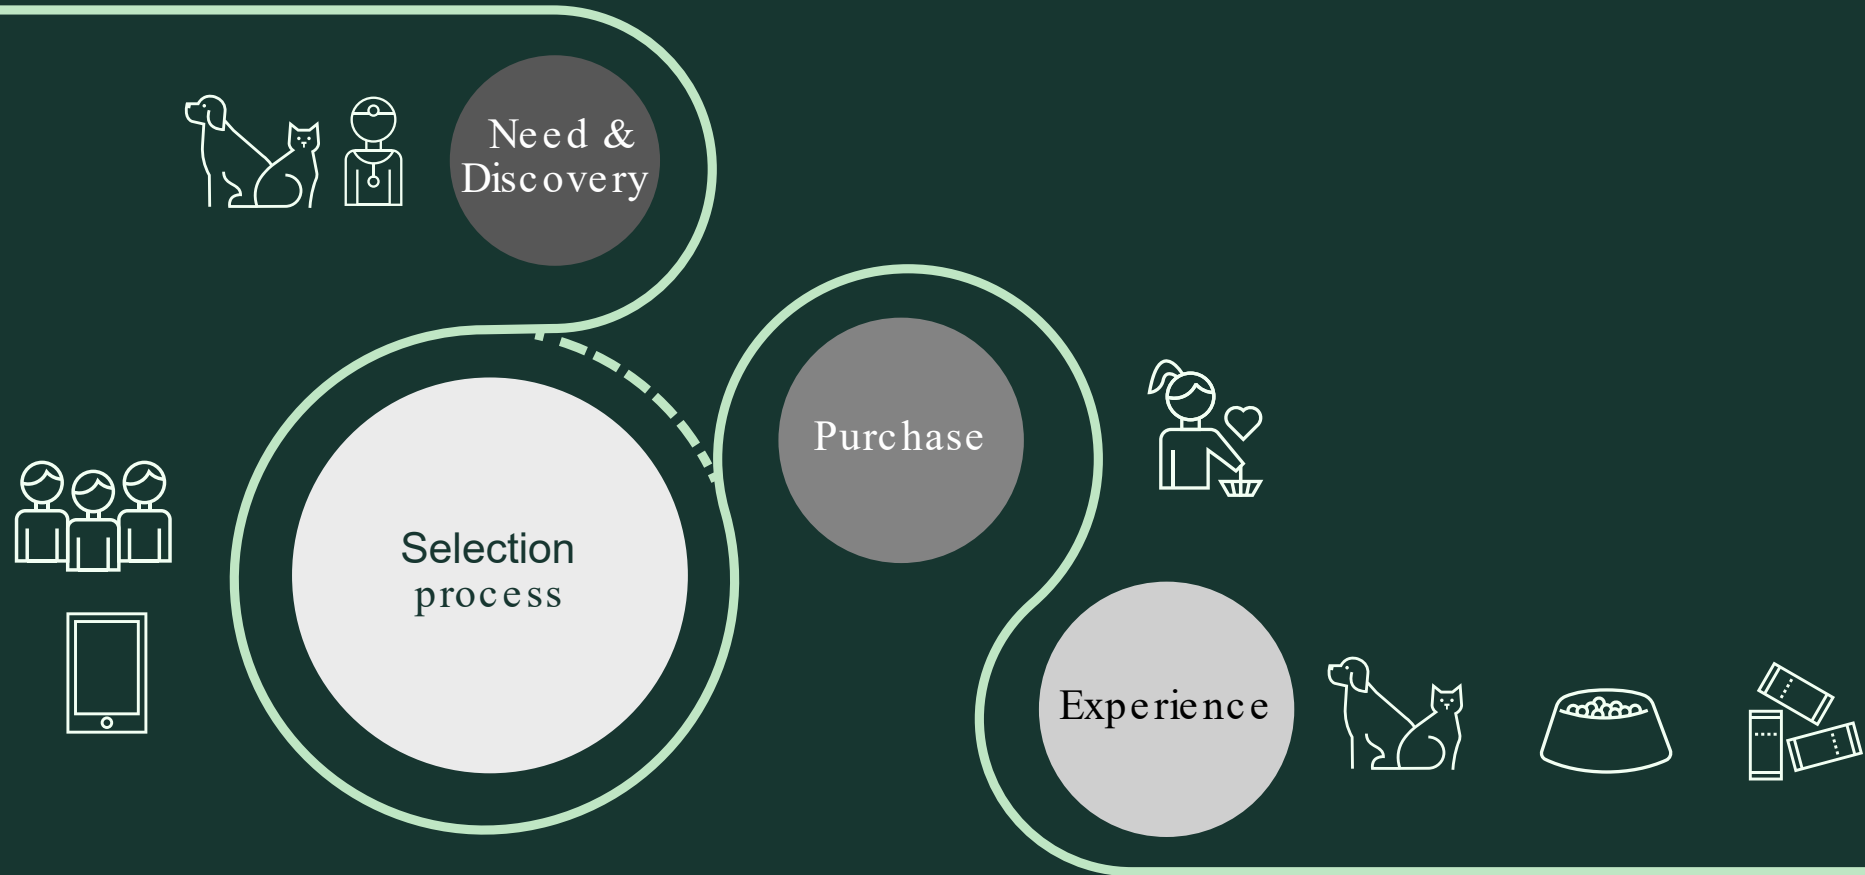 Need &
Discovery
Purchase
Selection
process
Experience